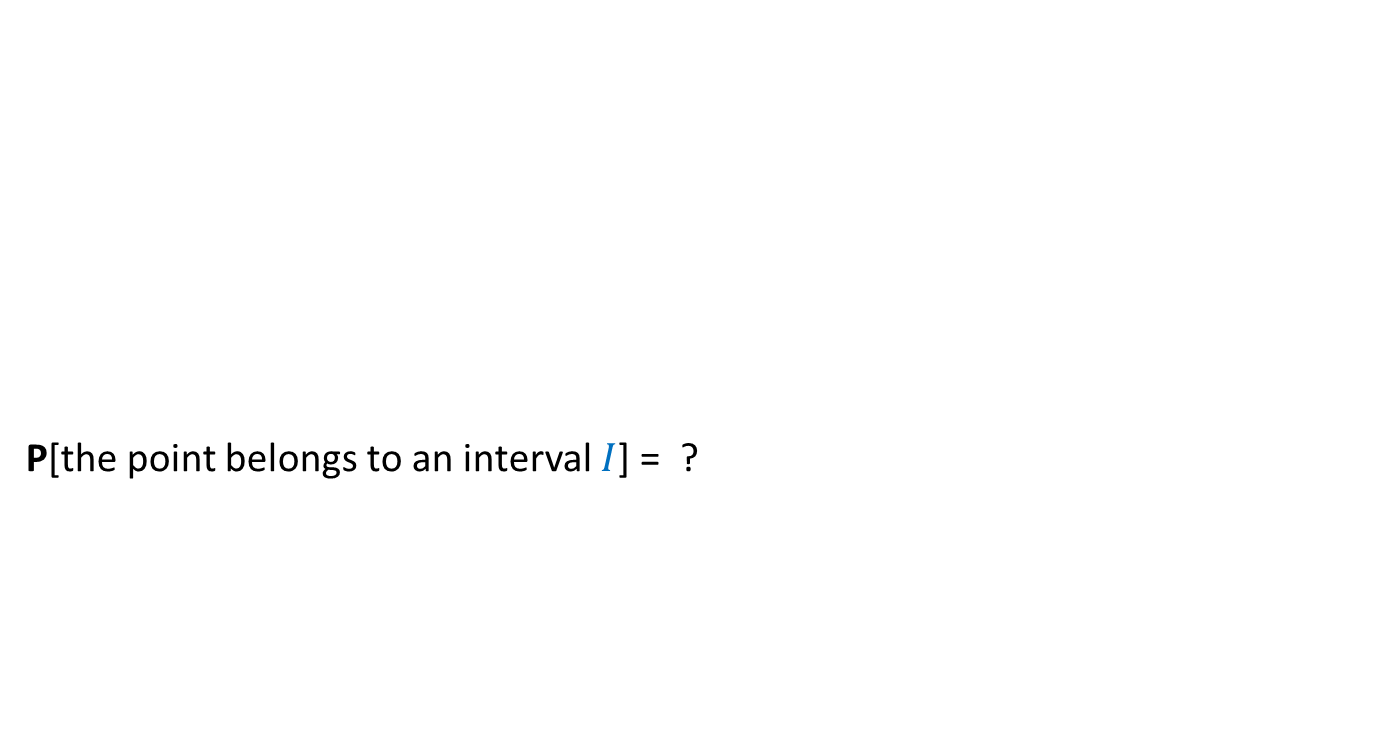 P[the point belongs to an interval I] = ?